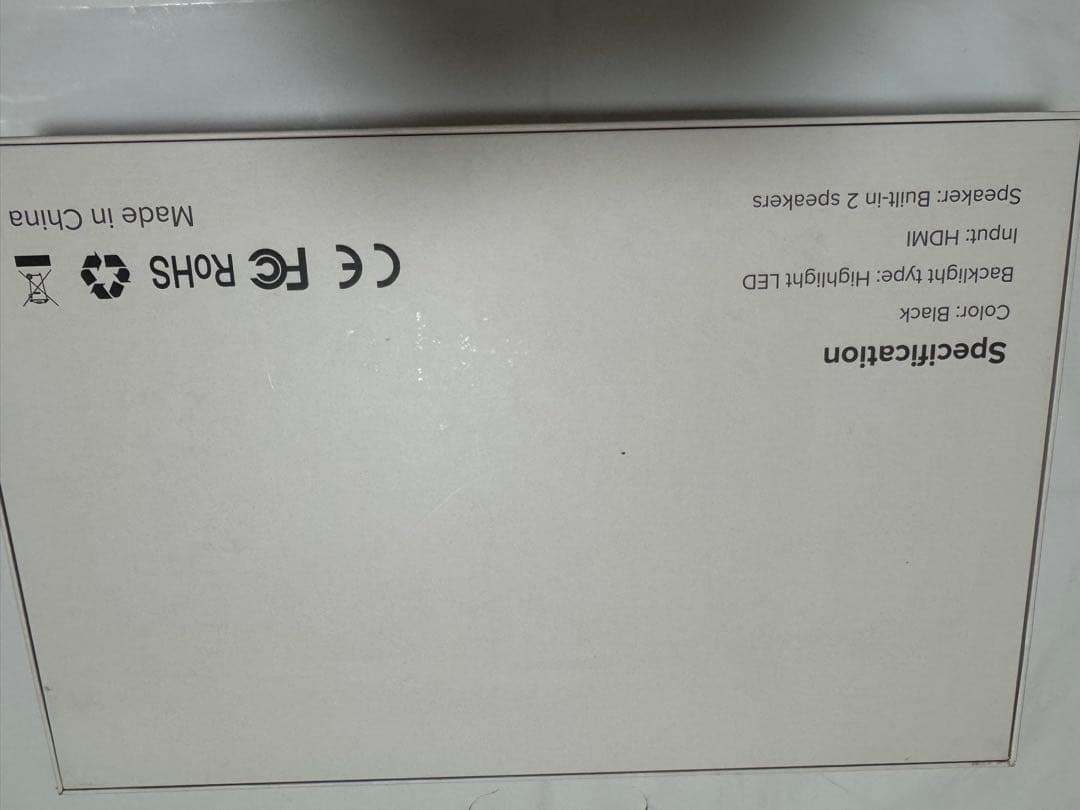 Specification
Color: Black
Backlight type: Highlight LED
Input: HDMI
Speaker: Built-in 2 speakers
CE FC RoHS
Made in China